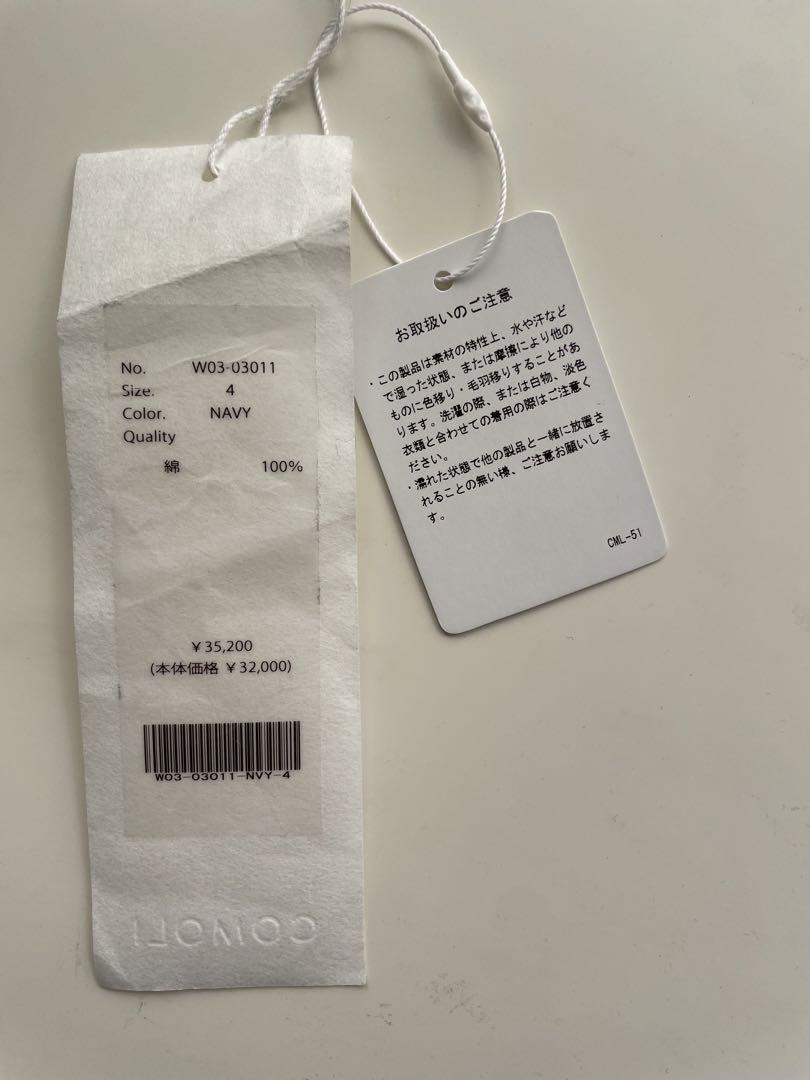 No. W03-03011
Size. 4
Color. NAVY
Quality
綿 100%
¥35,200
(本体価格 ¥32,000)
W03-03011-NVY-4
COMOLI
お取扱いのご注意
・この製品は素材の特性上、水や汗など
で湿った状態、または摩擦により他の
ものに色移り・毛羽移りすることがあ
ります。洗濯の際、または白物、淡色
衣類と合わせての着用の際はご注意く
ださい。
・濡れた状態で他の製品と一緒に放置さ
れることの無い様、ご注意お願いしま
す。
CML-51